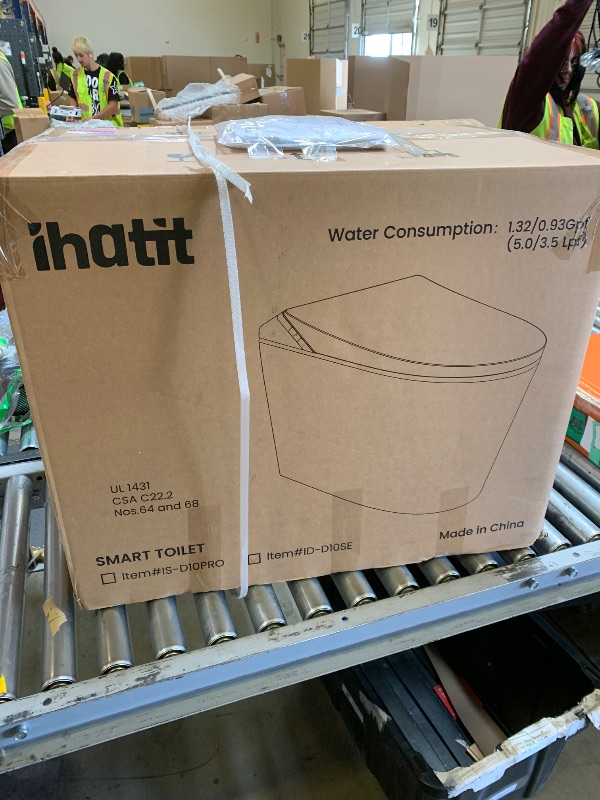 ihatit
Water Consumption: 1.32/0.93Gpf
(5.0/3.5 Lpf)
UL 1431
CSA C22.2
Nos.64 and 68
SMART TOILET
Item#IS-D10PRO
Item#ID-D10SE
Made in China
19